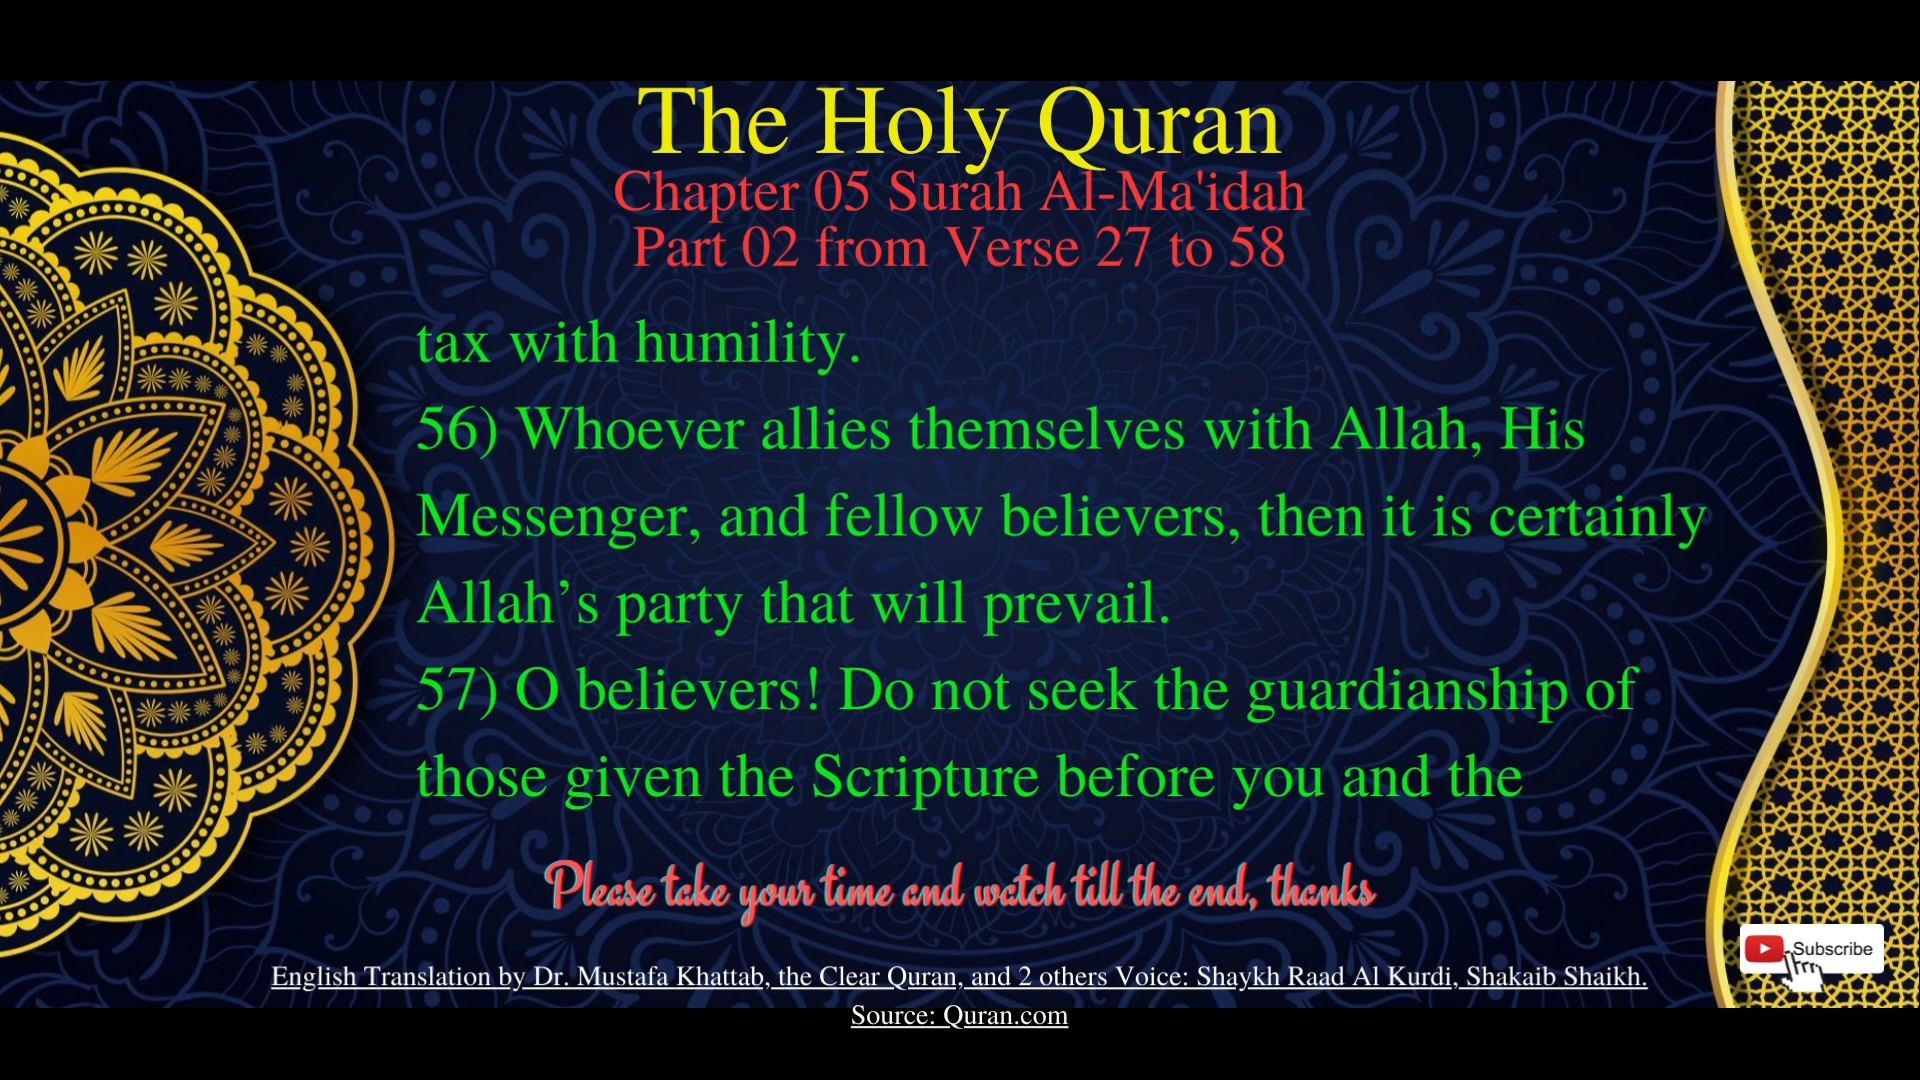 The Holy Quran
Chapter 05 Surah Al-Ma'idah
Part 02 from Verse 27 to 58
tax with humility.
56) Whoever allies themselves with Allah, His
Messenger, and fellow believers, then it is certainly
Allah’s party that will prevail.
57) O believers! Do not seek the guardianship of
those given the Scripture before you and the
Please take your time and watch till the end, thanks
Subscribe
English Translation by Dr. Mustafa Khattab, the Clear Quran, and 2 others Voice: Shaykh Raad Al Kurdi, Shakaib Shaikh.
Source: Quran.com